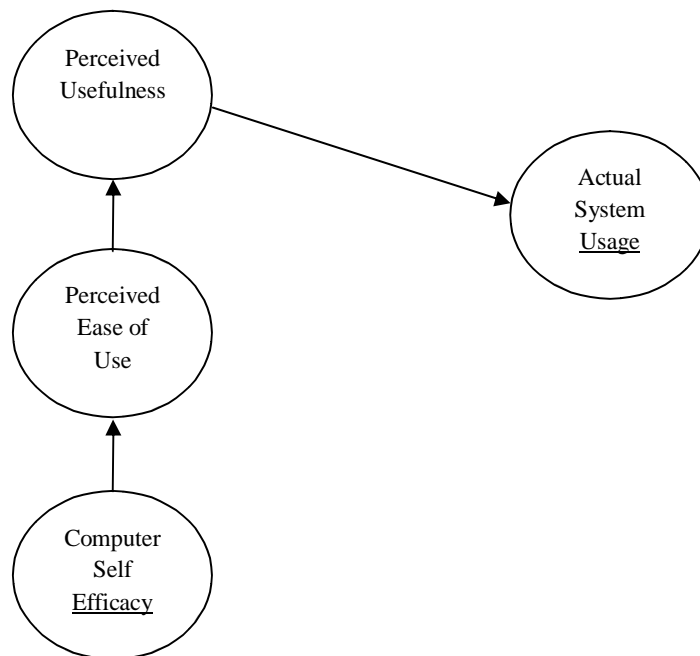 Perceived
Usefulness
Actual
System
Usage
Perceived
Ease of
Use
Computer
Self
Efficacy